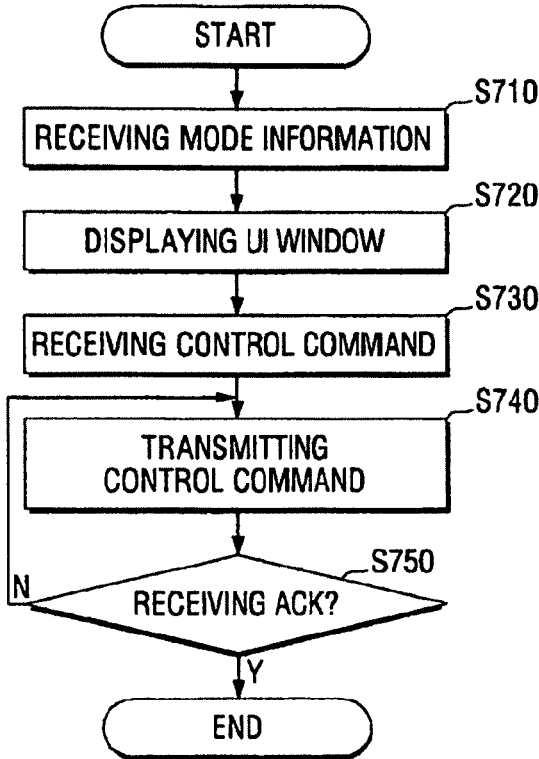 START
S710
RECEIVING MODE INFORMATION
S720
DISPLAYING UI WINDOW
S730
RECEIVING CONTROL COMMAND
S740
TRANSMITTING
CONTROL COMMAND
S750
RECEIVING ACK?
N
Y
END